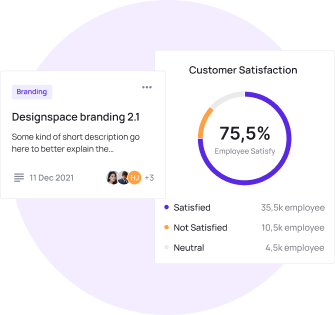 Branding
Designspace branding 2.1
Some kind of short description go
here to better explain the...
11 Dec 2021
HJ
+3
Customer Satisfaction
75,5%
Employee Satisfy
Satisfied 35,5k employee
Not Satisfied 10,5k employee
Neutral 4,5k employee